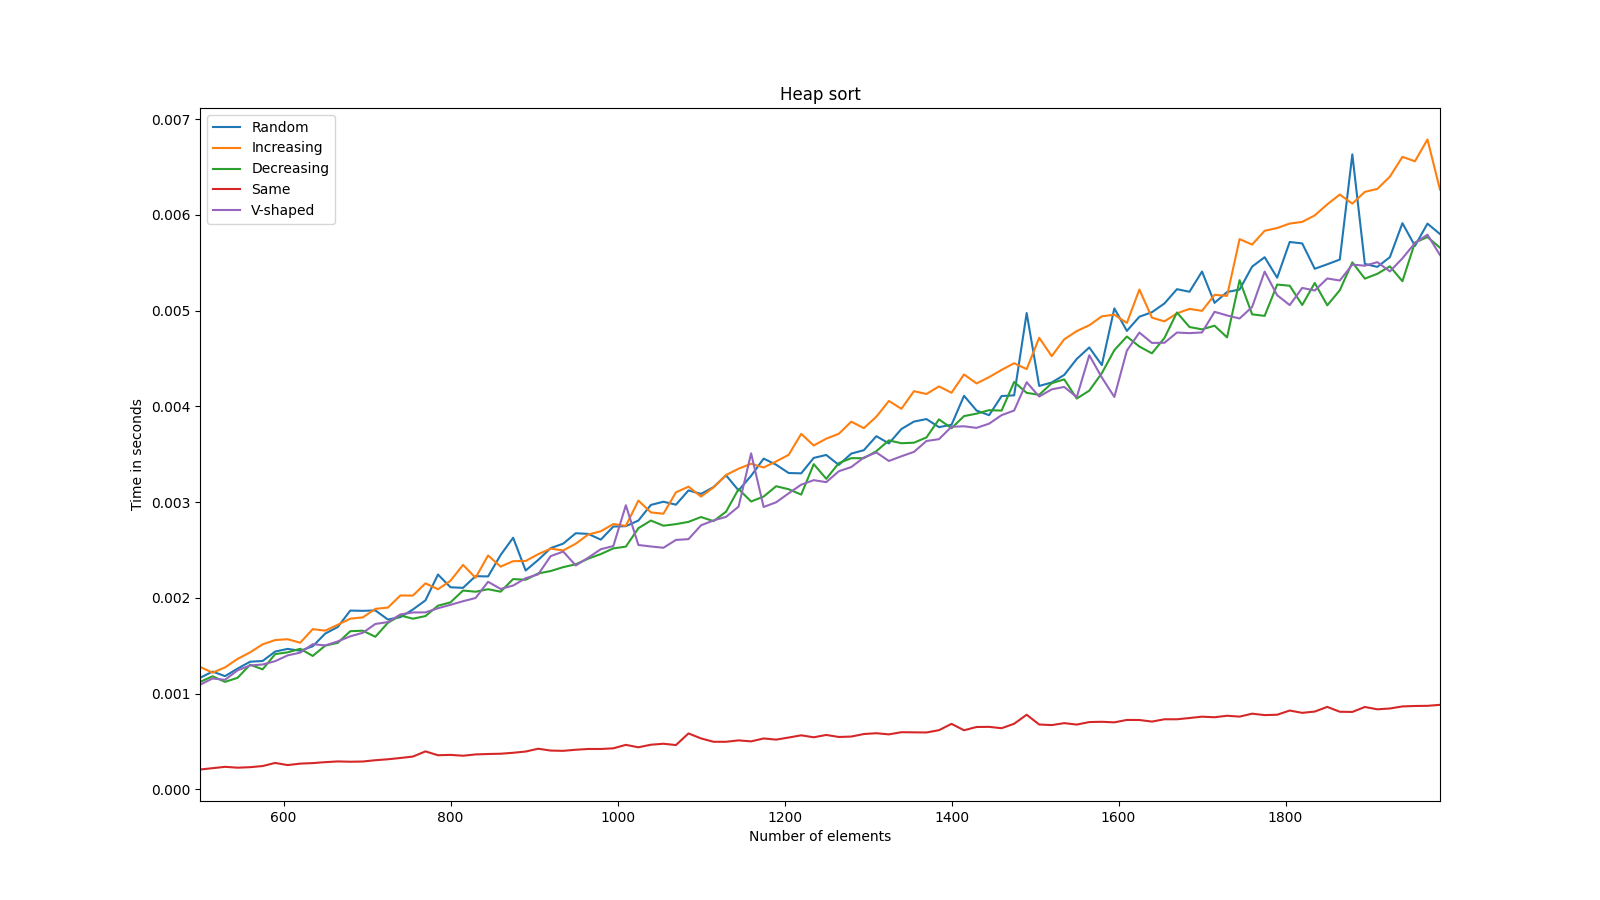 Heap sort
Random
Increasing
Decreasing
Same
V-shaped
Time in seconds
0.007
0.006
0.005
0.004
0.003
0.002
0.001
0.000
600 800 1000 1200 1400 1600 1800
Number of elements